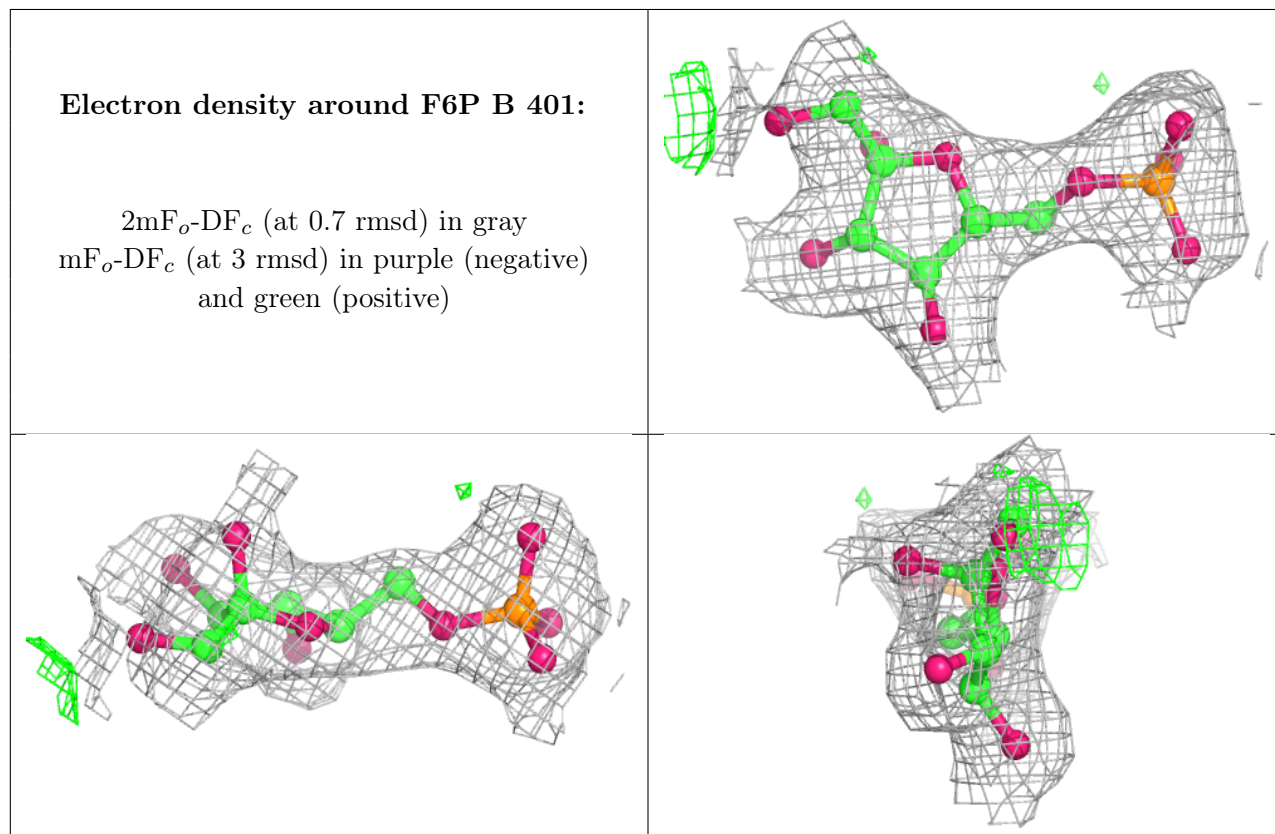 Electron density around F6P B 401:
2mFₒ-DF𝒸 (at 0.7 rmsd) in gray
mFₒ-DF𝒸 (at 3 rmsd) in purple (negative)
and green (positive)